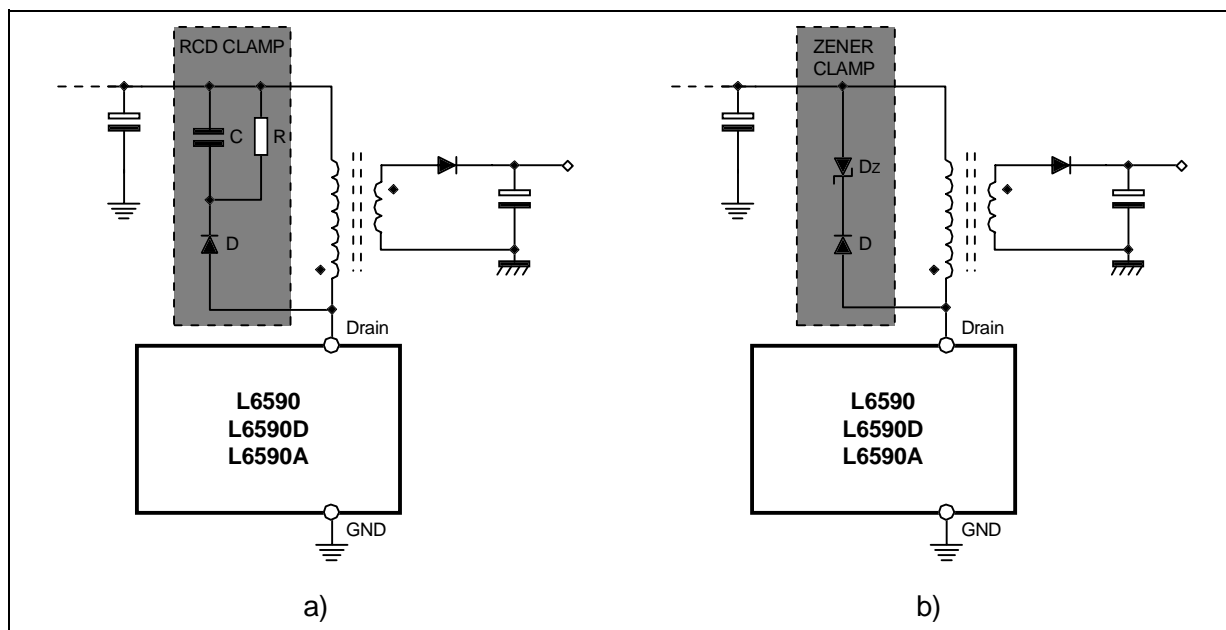 RCD CLAMP
C
R
D
Drain
L6590
L6590D
L6590A
GND
a)
ZENER
CLAMP
Dz
D
Drain
L6590
L6590D
L6590A
GND
b)